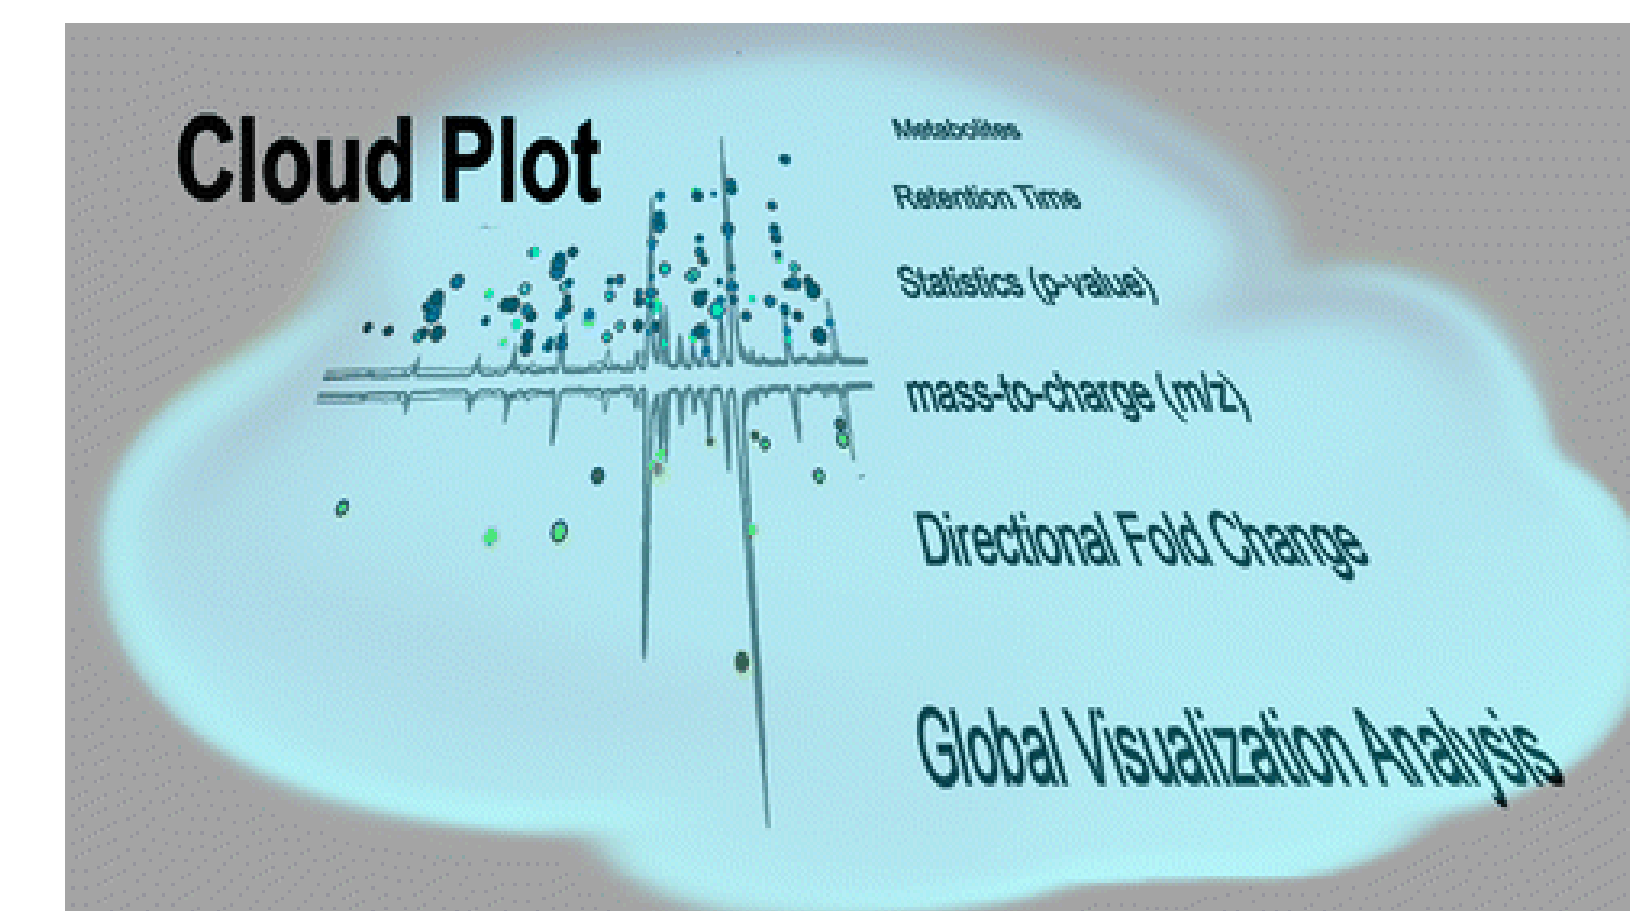 Cloud Plot
Metabolites
Retention Time
Statistics (p-value)
mass-to-charge (m/z)
Directional Fold Change
Global Visualization Analysis